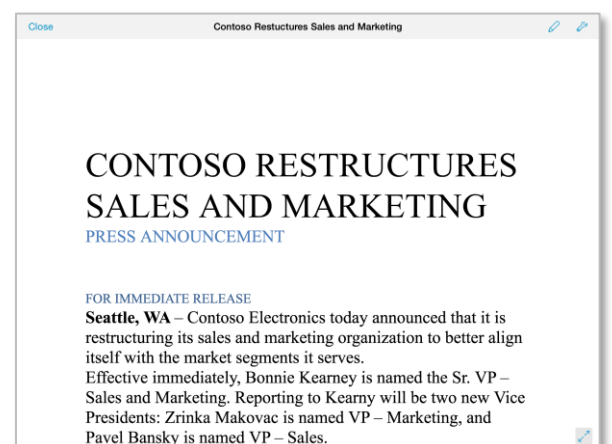 Close Contoso Restuctures Sales and Marketing
CONTOSO RESTRUCTURES
SALES AND MARKETING
PRESS ANNOUNCEMENT
FOR IMMEDIATE RELEASE
Seattle, WA – Contoso Electronics today announced that it is
restructuring its sales and marketing organization to better align
itself with the market segments it serves.
Effective immediately, Bonnie Kearney is named the Sr. VP –
Sales and Marketing. Reporting to Kearny will be two new Vice
Presidents: Zrinka Makovac is named VP – Marketing, and
Pavel Bansky is named VP – Sales.